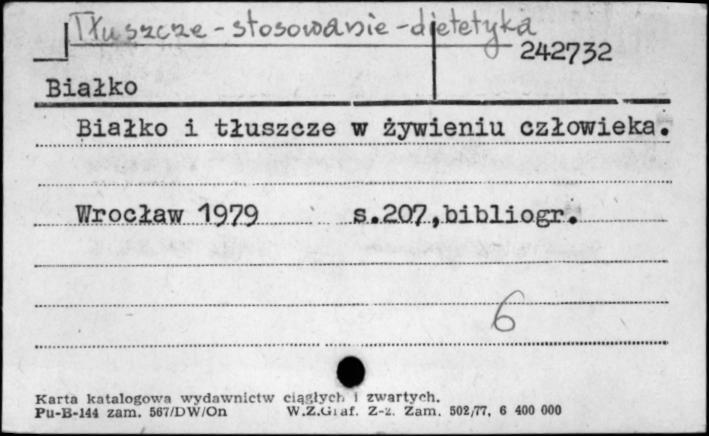 Tłuszcze - stosowanie - dietetyka
242732
Białko
Białko i tłuszcze w żywieniu człowieka.
Wrocław 1979 s.207,bibliogr.
6
Karta katalogowa wydawnictw ciągłych i zwartych.
Pu-B-144 zam. 567/DW/On W.Z.Graf. Z-z. Zam. 502/77, 6 400 000